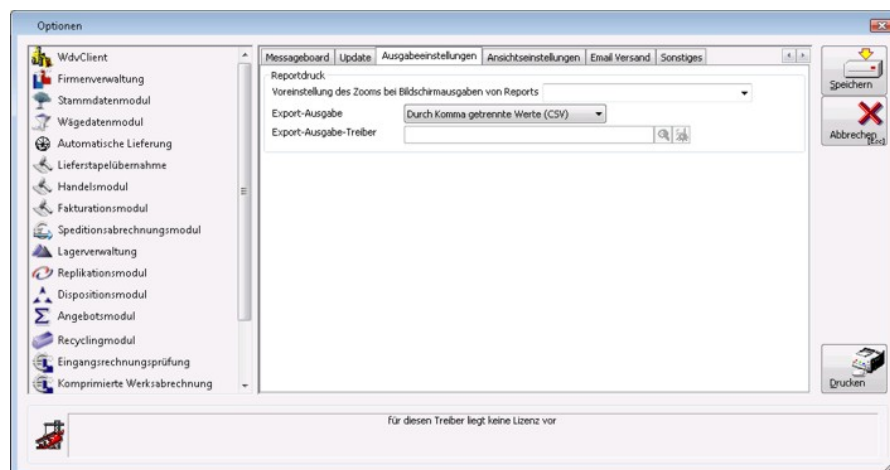 Optionen
WdvClient
Firmenverwaltung
Stammdatenmodul
Wägedatenmodul
Automatische Lieferung
Lieferstapelübernahme
Handelsmodul
Fakturationsmodul
Speditionsabrechnungsmodul
Lagerverwaltung
Replikationsmodul
Dispositionsmodul
Angebotsmodul
Recyclingmodul
Eingangsrechnungsprüfung
Komprimierte Werksabrechnung
Messageboard Update Ausgabeeinstellungen Ansichtseinstellungen Email Versand Sonstiges
Reportdruck
Voreinstellung des Zooms bei Bildschirmausgaben von Reports
Export-Ausgabe Durch Komma getrennte Werte (CSV)
Export-Ausgabe-Treiber
Speichern
Abbrechen
[Esc]
Drucken
für diesen Treiber liegt keine Lizenz vor